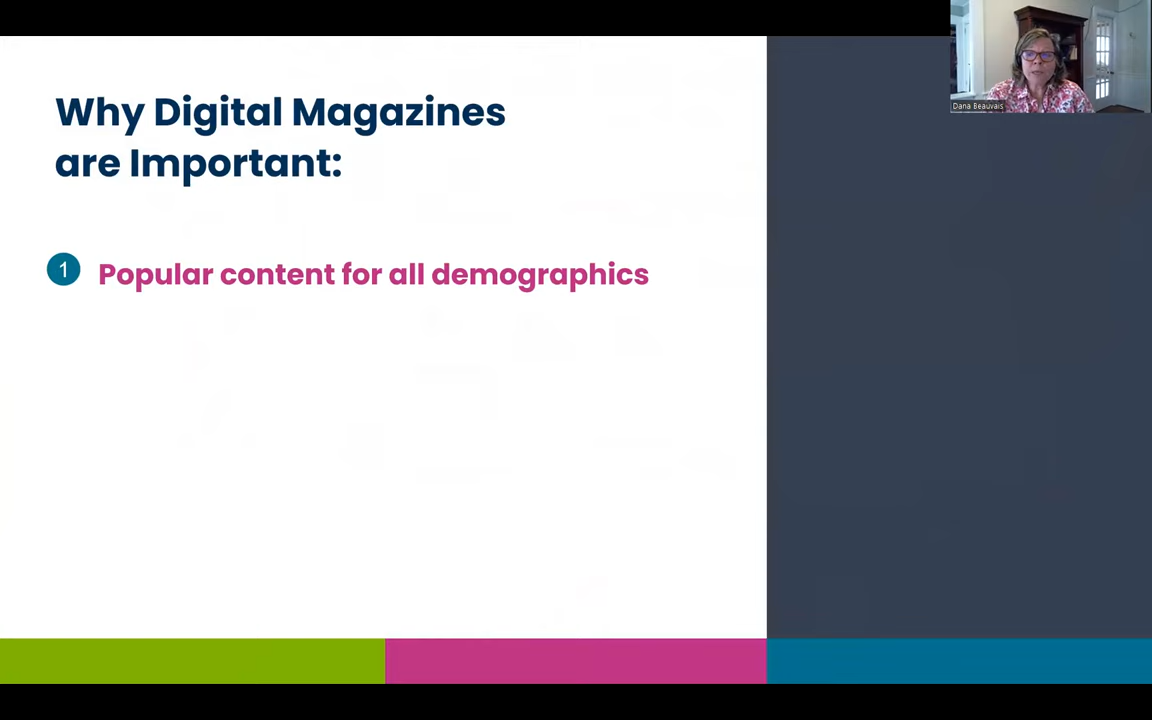 Why Digital Magazines
are Important:
1 Popular content for all demographics
Dana Beauvais